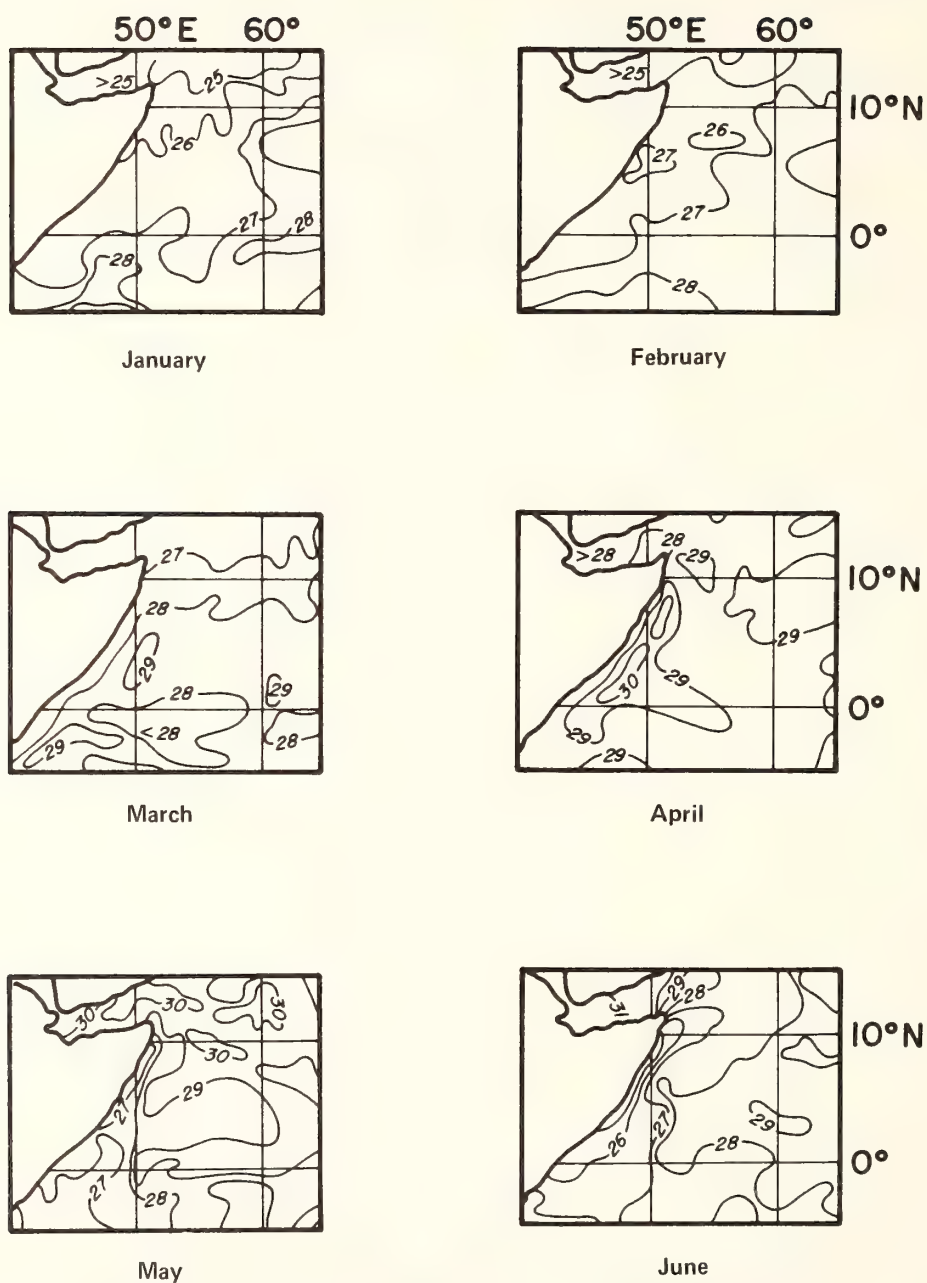 50°E 60° 50°E 60°
>25 25 >25
10°N
26 26
27
27 28 27
0°
28 28
January February
27 28 29
>28
10°N
28
29 29
28 29 30 29
0°
<28 28
29 29 29
March April
30 30 30 31 29 28
10°N
30
29
27 27 29
26 28
0°
27 28
May June